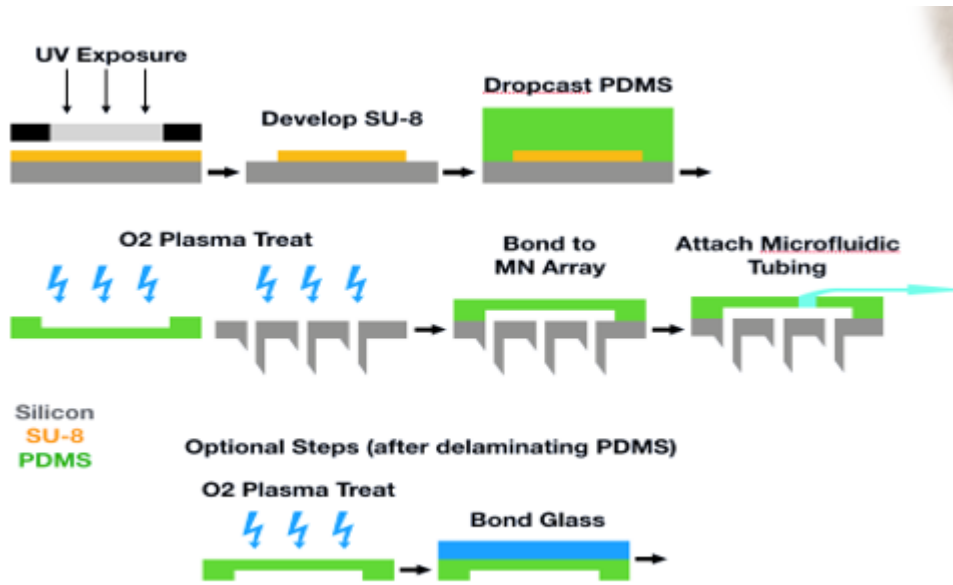 UV Exposure
Develop SU-8
Dropcast PDMS
O2 Plasma Treat
Bond to
MN Array
Attach Microfluidic
Tubing
Silicon
SU-8
PDMS
Optional Steps (after delaminating PDMS)
O2 Plasma Treat
Bond Glass